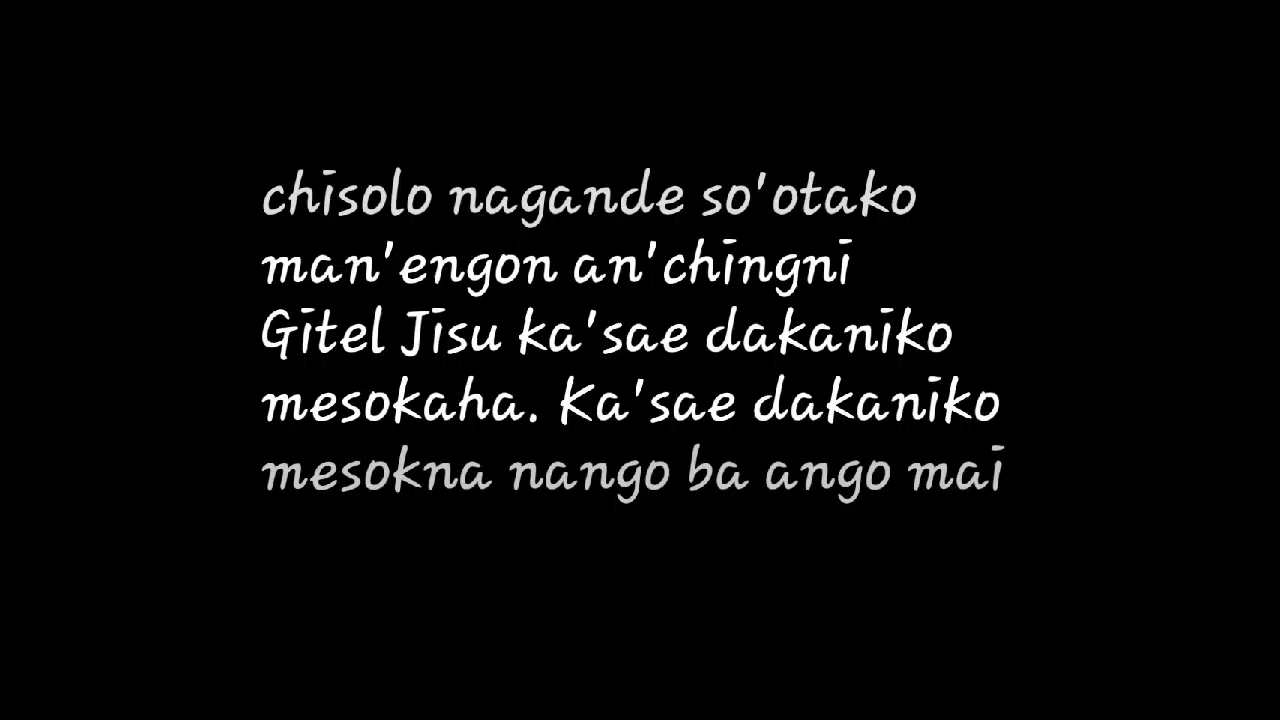 chisolo nagande so'otako
man'engon an'chingni
Gitel Jisu ka'sae dakaniko
mesokaha. Ka'sae dakaniko
mesokna nango ba ango mai